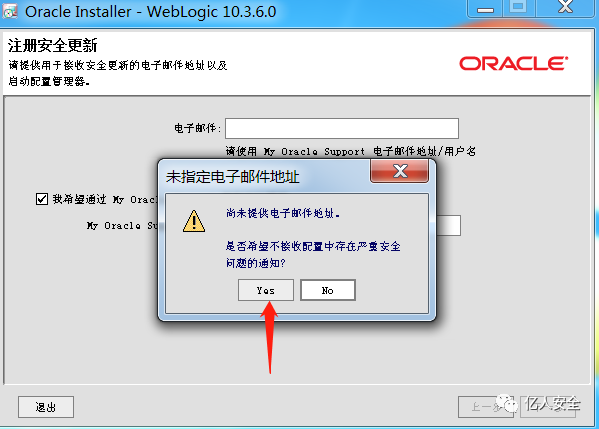 Oracle Installer - WebLogic 10.3.6.0
注册安全更新
请提供用于接收安全更新的电子邮件地址以及
启动配置管理器。
ORACLE
电子邮件:
请使用 My Oracle Support 电子邮件地址/用户名
未指定电子邮件地址
我希望通过 My
尚未提供电子邮件地址。
My Oracle
是否希望不接收配置中存在严重安全
问题的通知?
Yes
No
退出
上一
亿人安全